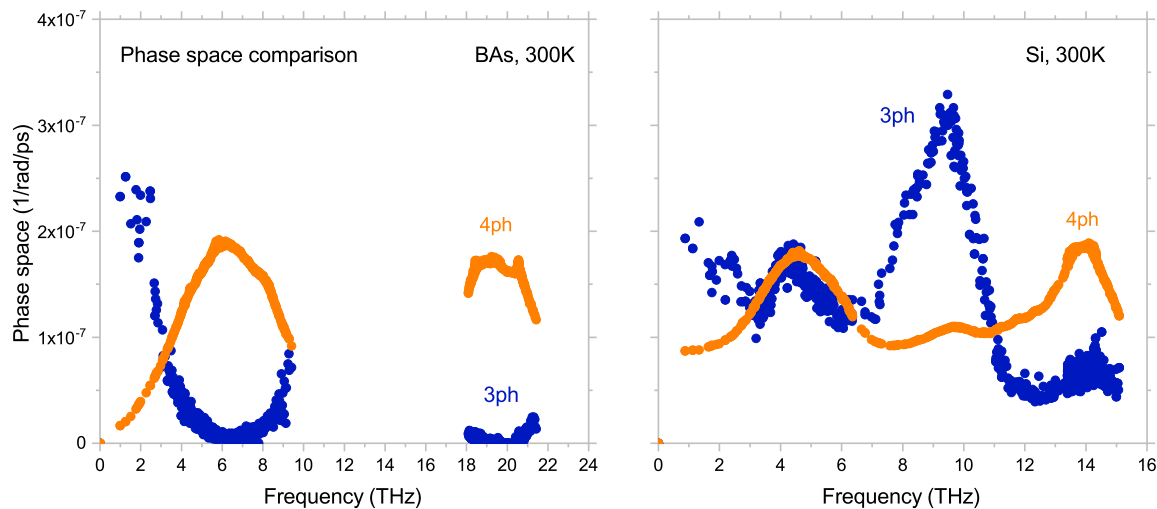 Phase space comparison
BAs, 300K
Si, 300K
Phase space (1/rad/ps)
4x10⁻⁷
3x10⁻⁷
2x10⁻⁷
1x10⁻⁷
0
3ph
4ph
4ph
3ph
0 2 4 6 8 10 12 14 16 18 20 22 24
0 2 4 6 8 10 12 14 16
Frequency (THz)
Frequency (THz)